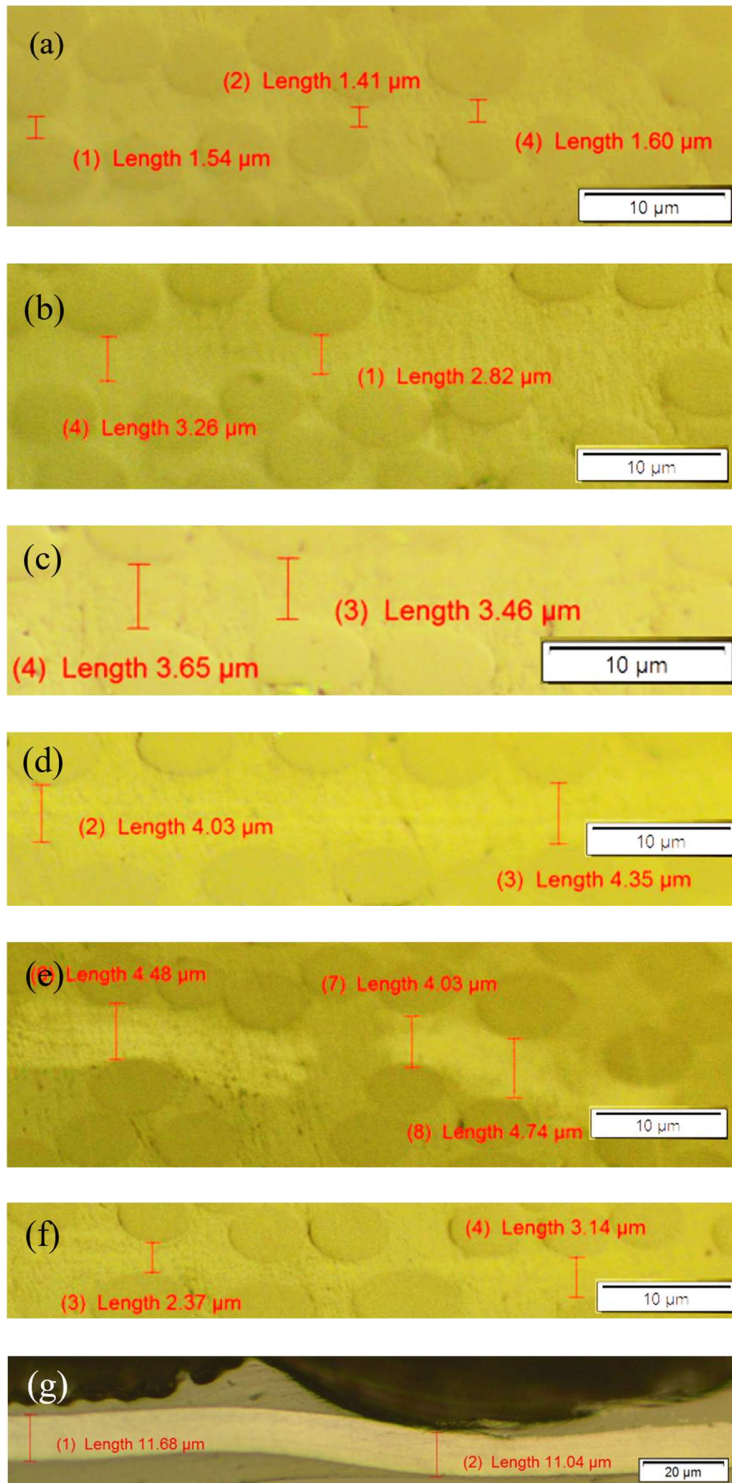 (a)
(2) Length 1.41 µm
(1) Length 1.54 µm
(4) Length 1.60 µm
10 µm
(b)
(1) Length 2.82 µm
(4) Length 3.26 µm
10 µm
(c)
(3) Length 3.46 µm
(4) Length 3.65 µm
10 µm
(d)
(2) Length 4.03 µm
10 µm
(3) Length 4.35 µm
(e)
Length 4.48 µm
(7) Length 4.03 µm
(8) Length 4.74 µm
10 µm
(f)
(4) Length 3.14 µm
(3) Length 2.37 µm
10 µm
(g)
(1) Length 11.68 µm
(2) Length 11.04 µm
20 µm